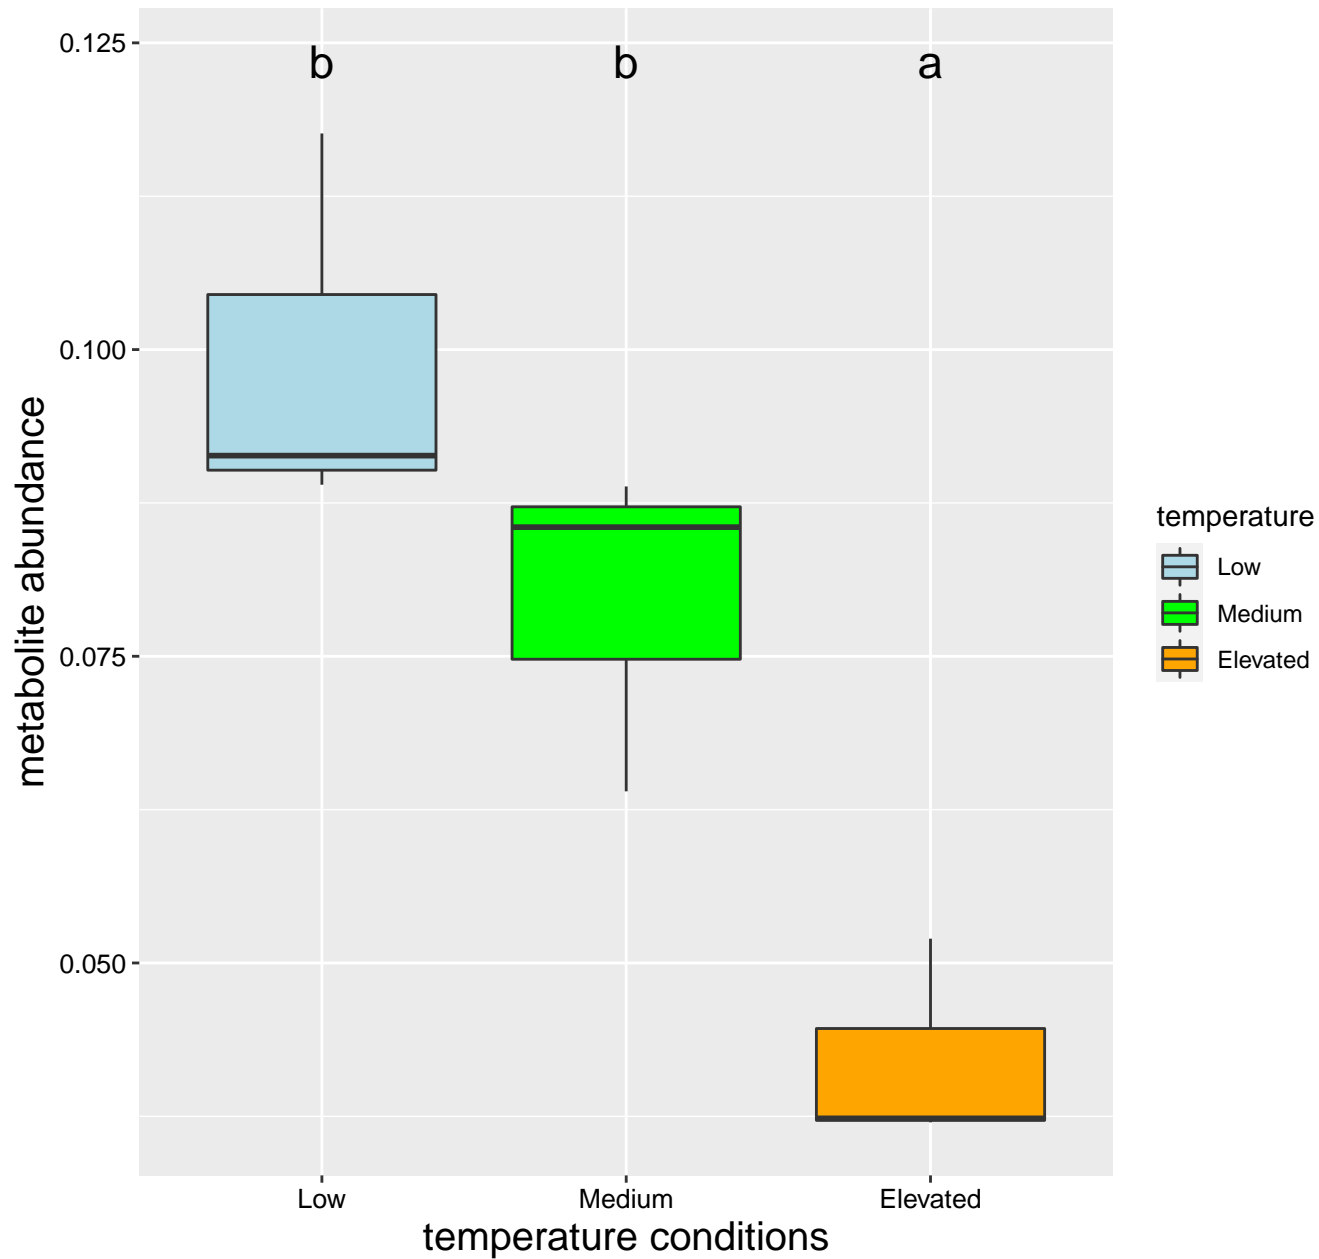 0.125
b b a
0.100
0.075
0.050
metabolite abundance
Low Medium Elevated
temperature conditions
temperature
Low
Medium
Elevated